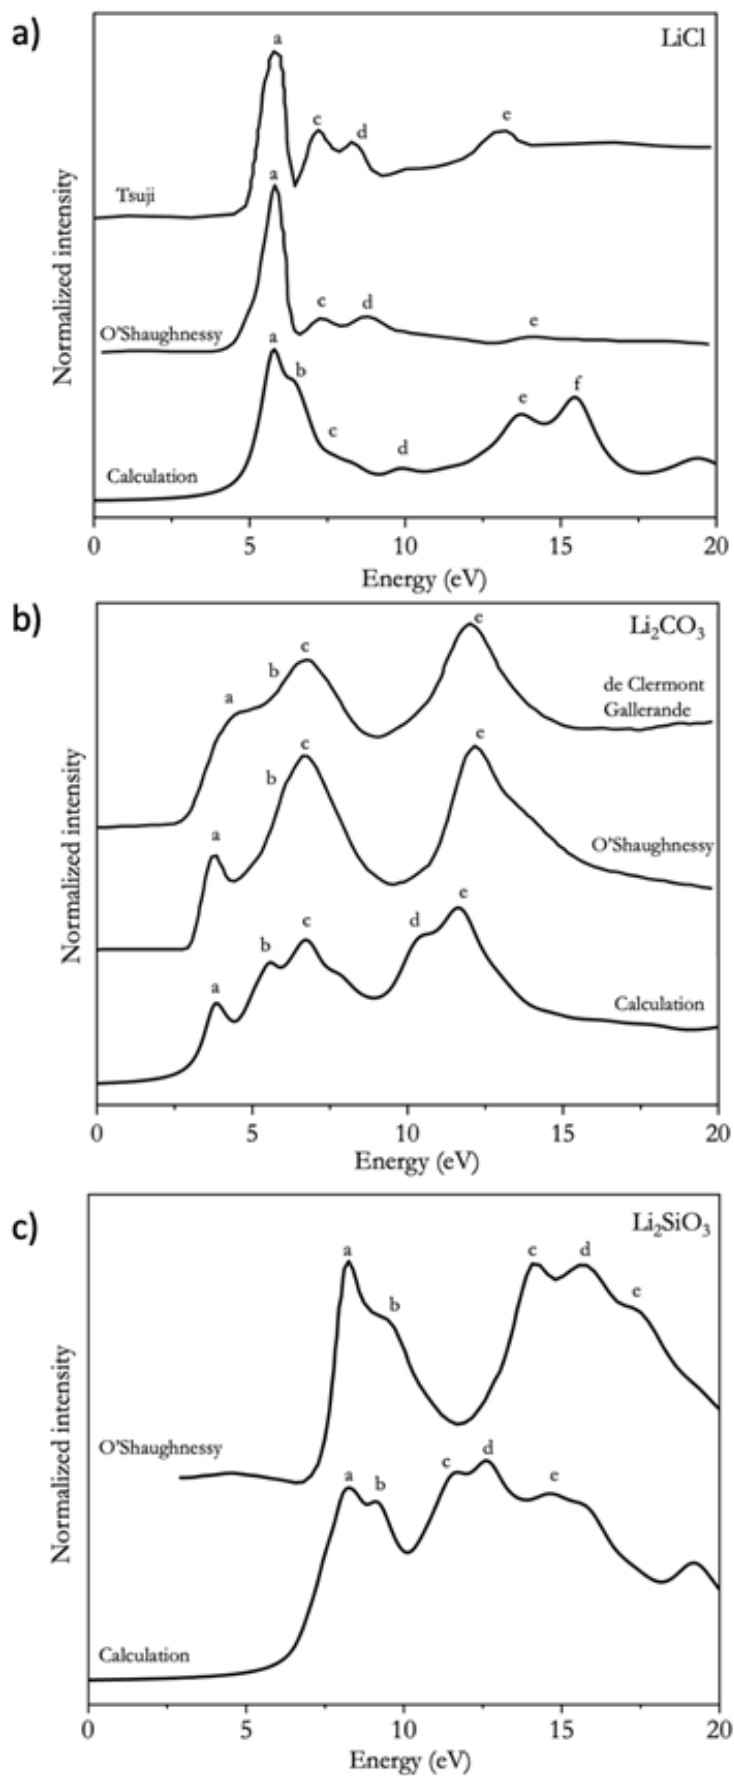 a)
LiCl
a
c
d
e
Tsuji
a
c
d
e
O'Shaughnessy
a
b
c
d
e
f
Calculation
Normalized intensity
0 5 10 15 20
Energy (eV)
b)
Li₂CO₃
a
b
c
e
de Clermont
Gallerande
a
b
c
e
O'Shaughnessy
a
b
c
d
e
Calculation
Normalized intensity
0 5 10 15 20
Energy (eV)
c)
Li₂SiO₃
a
b
c
d
e
O'Shaughnessy
a
b
c
d
e
Calculation
Normalized intensity
0 5 10 15 20
Energy (eV)